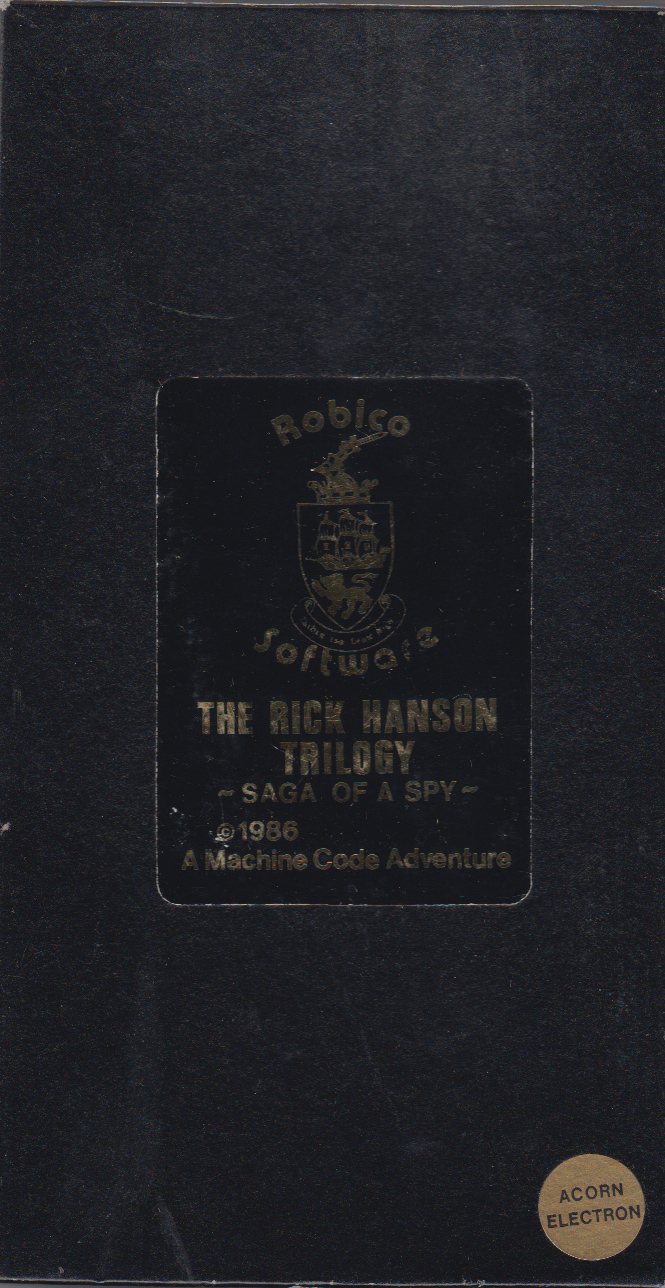 Robico
Software
THE RICK HANSON
TRILOGY
~ SAGA OF A SPY ~
©1986
A Machine Code Adventure
ACORN
ELECTRON